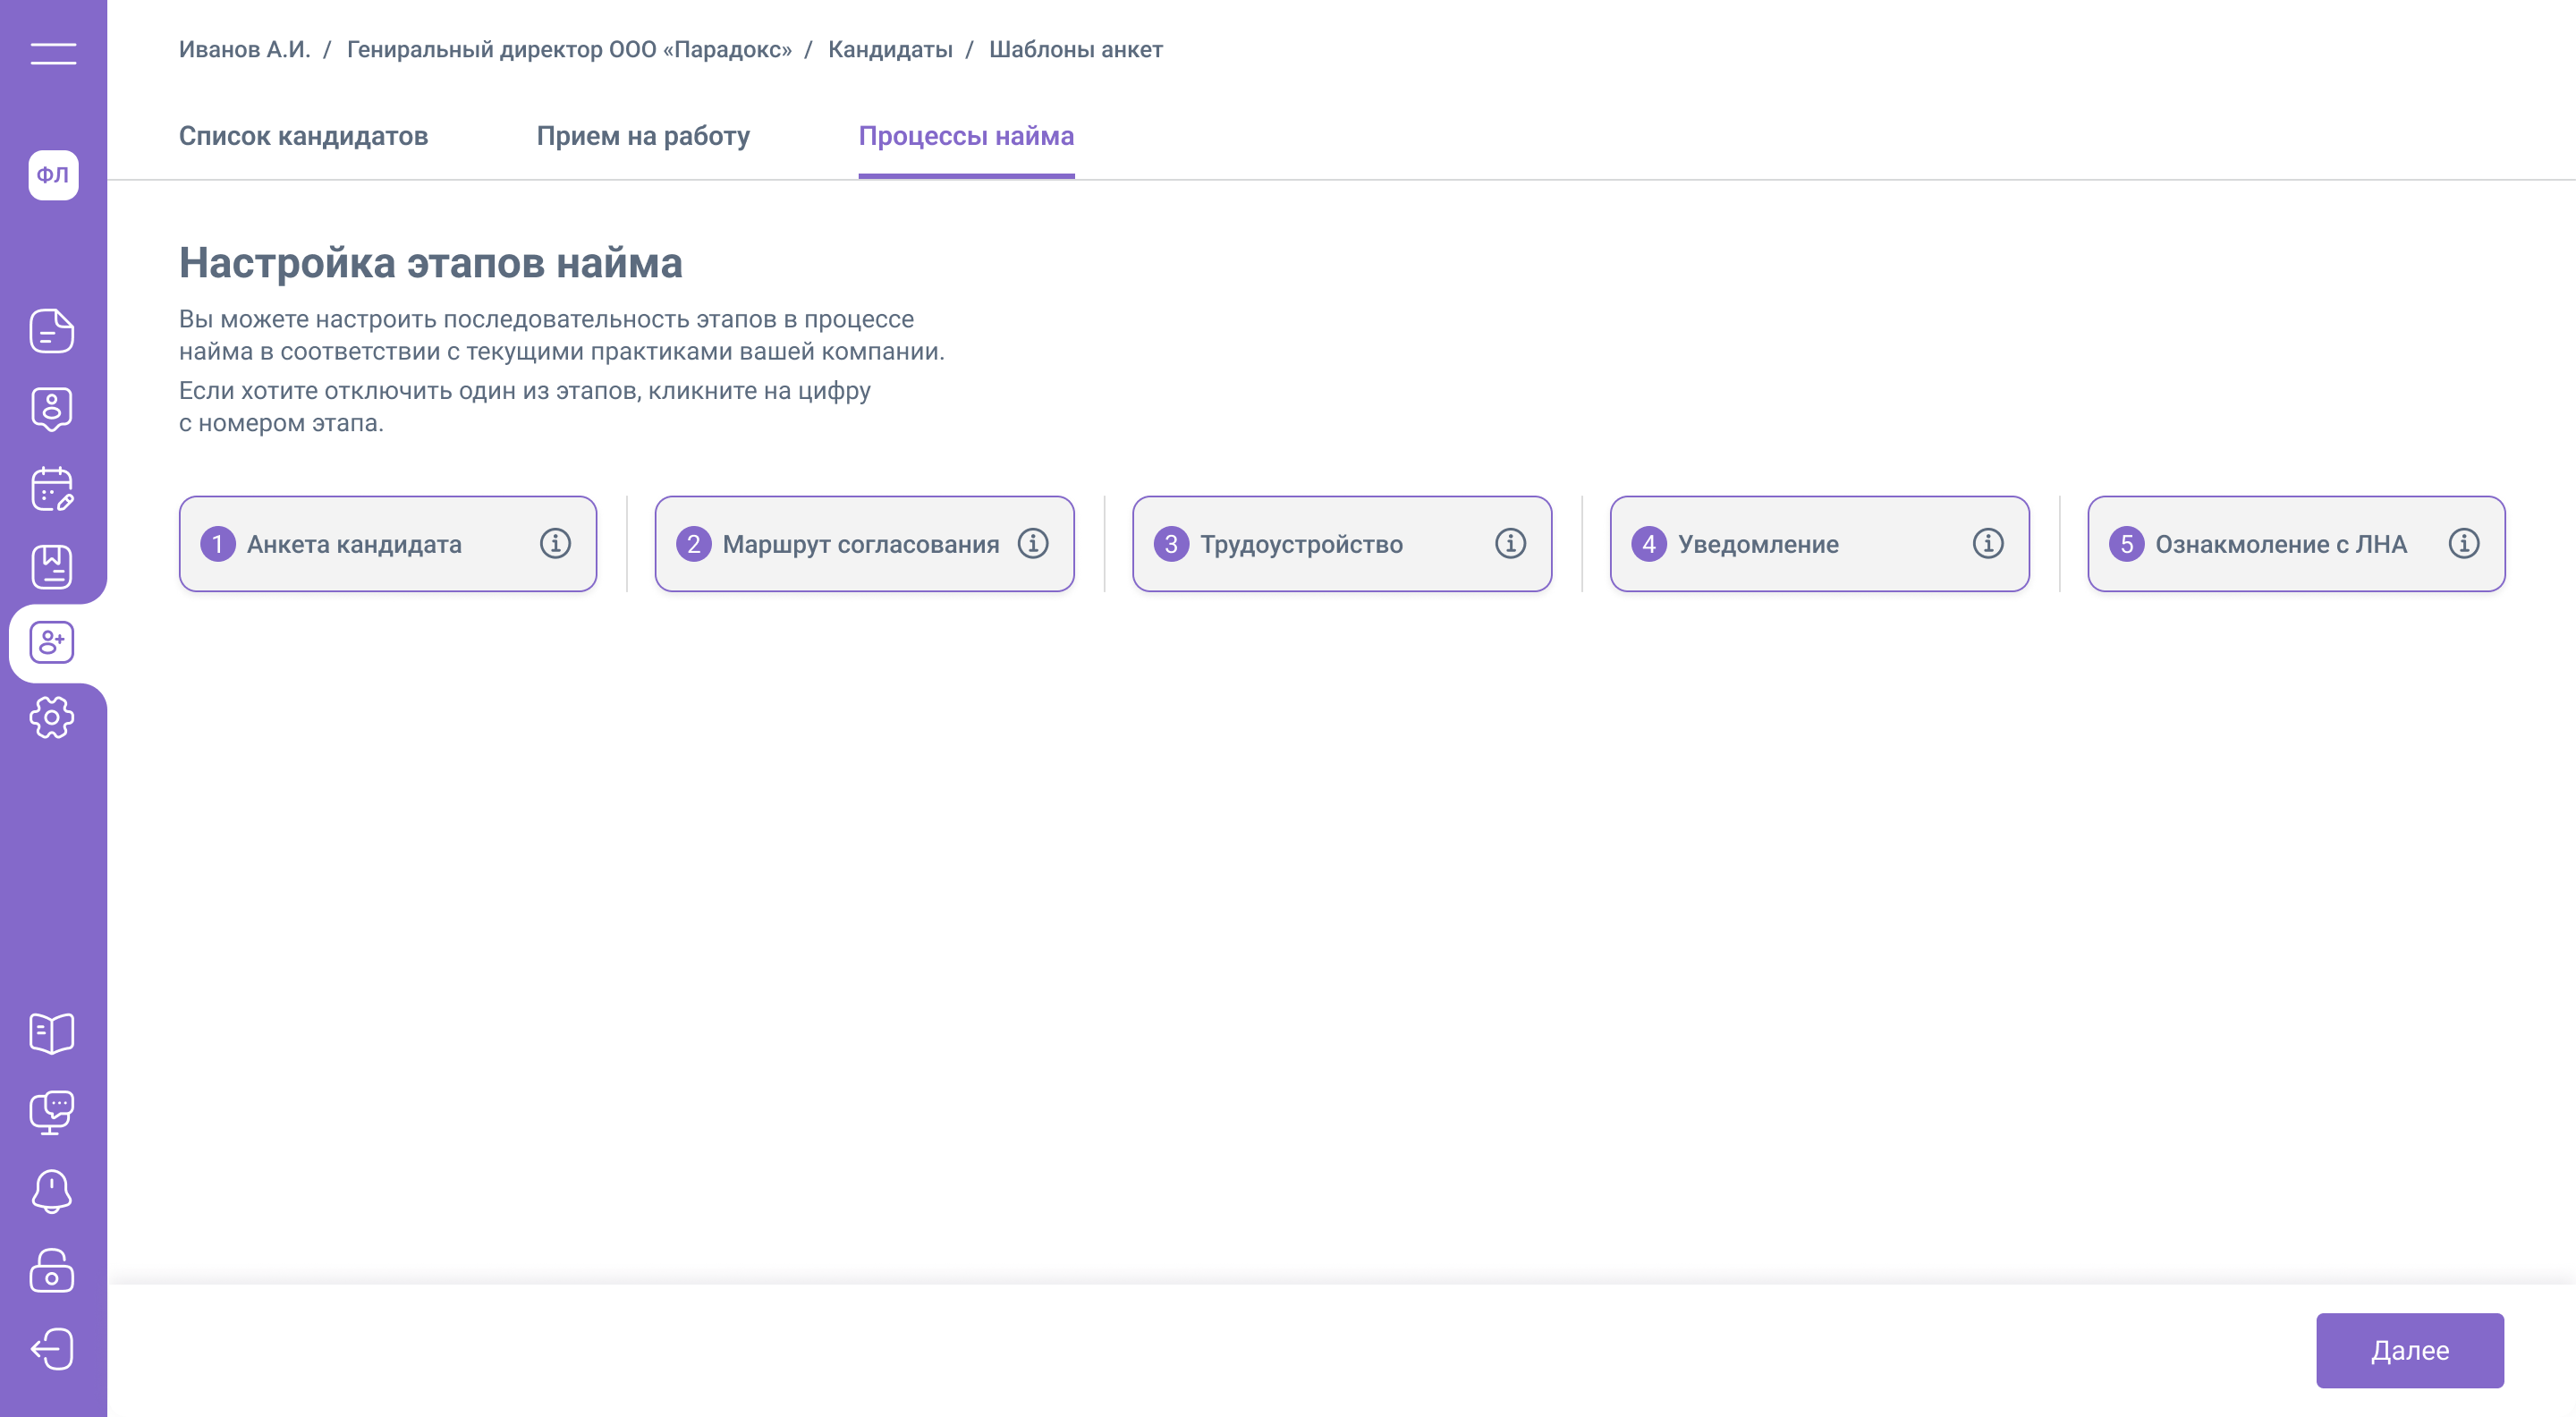 Иванов А.И. / Гениральный директор ООО «Парадокс» / Кандидаты / Шаблоны анкет
Список кандидатов Прием на работу Процессы найма
ФЛ
Настройка этапов найма
Вы можете настроить последовательность этапов в процессе
найма в соответствии с текущими практиками вашей компании.
Если хотите отключить один из этапов, кликните на цифру
с номером этапа.
1 Анкета кандидата
2 Маршрут согласования
3 Трудоустройство
4 Уведомление
5 Ознакмоление с ЛНА
Далее